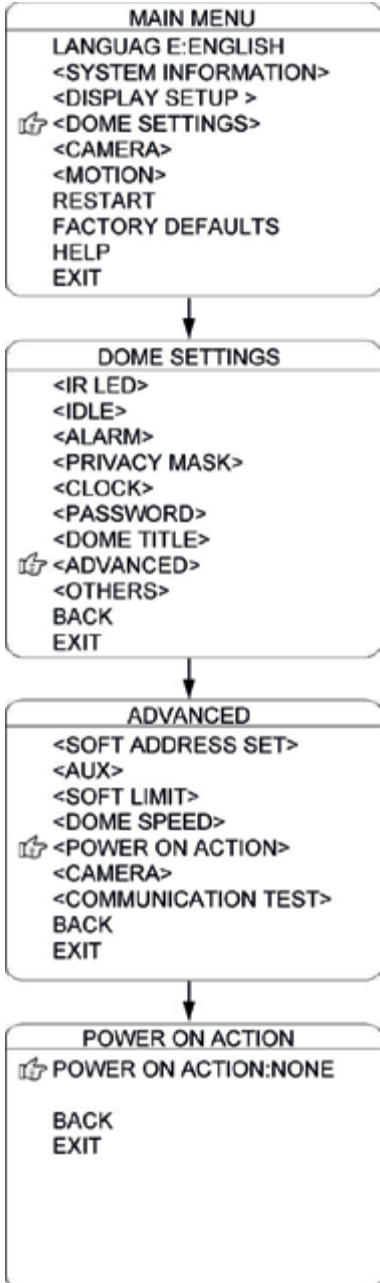 MAIN MENU
LANGUAG E:ENGLISH
<SYSTEM INFORMATION>
<DISPLAY SETUP >
<DOME SETTINGS>
<CAMERA>
<MOTION>
RESTART
FACTORY DEFAULTS
HELP
EXIT
DOME SETTINGS
<IR LED>
<IDLE>
<ALARM>
<PRIVACY MASK>
<CLOCK>
<PASSWORD>
<DOME TITLE>
<ADVANCED>
<OTHERS>
BACK
EXIT
ADVANCED
<SOFT ADDRESS SET>
<AUX>
<SOFT LIMIT>
<DOME SPEED>
<POWER ON ACTION>
<CAMERA>
<COMMUNICATION TEST>
BACK
EXIT
POWER ON ACTION
POWER ON ACTION:NONE
BACK
EXIT